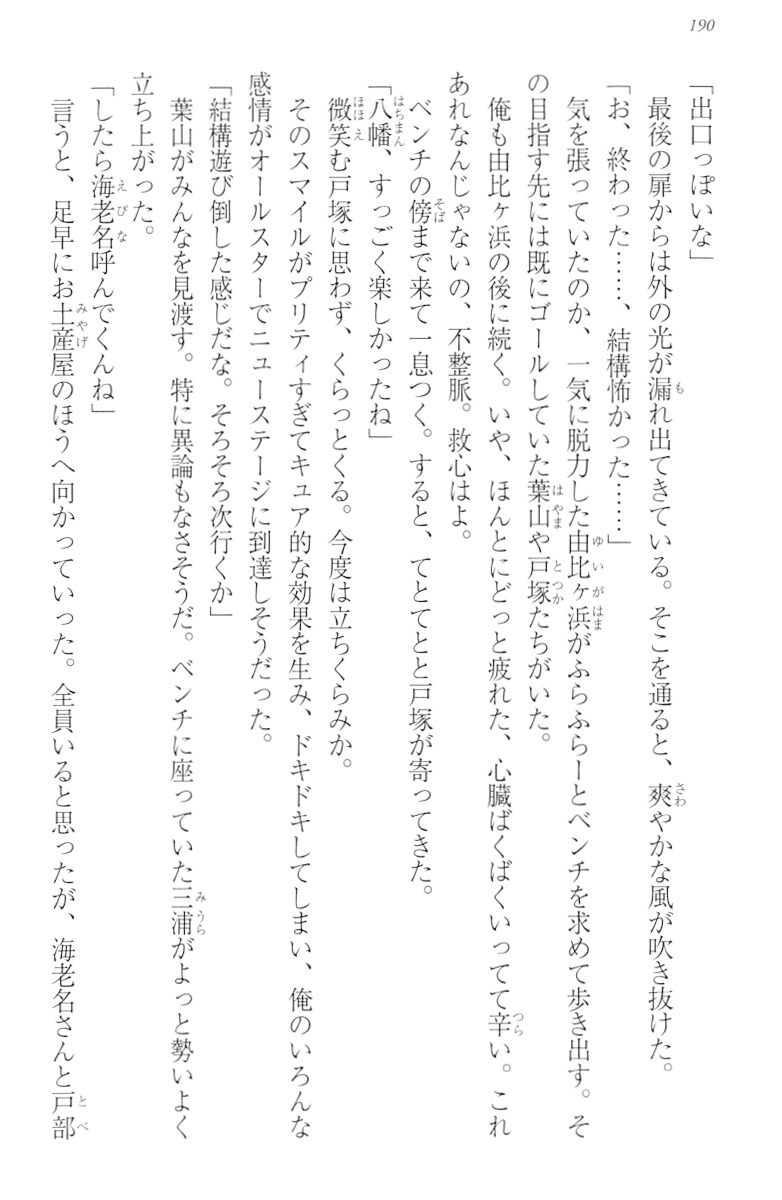 190
「出口っぽいな」
最後の扉からは外の光が漏れ出てきている。そこを通ると、爽やかな風が吹き抜けた。
「お、終わった……、結構怖かった……」
気を張っていたのか、一気に脱力した由比ヶ浜がふらふらーとベンチを求めて歩き出す。そ
の目指す先には既にゴールしていた葉山や戸塚たちがいた。
俺も由比ヶ浜の後に続く。いや、ほんとにどっと疲れた、心臓ばくばくいってて辛い。これ
あれなんじゃないの、不整脈。救心はよ。
ベンチの傍まで来て一息つく。すると、てとてとと戸塚が寄ってきた。
「八幡、すっごく楽しかったね」
微笑む戸塚に思わず、くらっとくる。今度は立ちくらみか。
そのスマイルがプリティすぎてキュア的な効果を生み、ドキドキしてしまい、俺のいろんな
感情がオールスターでニューステージに到達しそうだった。
「結構遊び倒した感じだな。そろそろ次行くか」
葉山がみんなを見渡す。特に異論もなさそうだ。ベンチに座っていた三浦がよっと勢いよく
立ち上がった。
「したら海老名呼んでくんね」
言うと、足早にお土産屋のほうへ向かっていった。全員いると思ったが、海老名さんと戸部